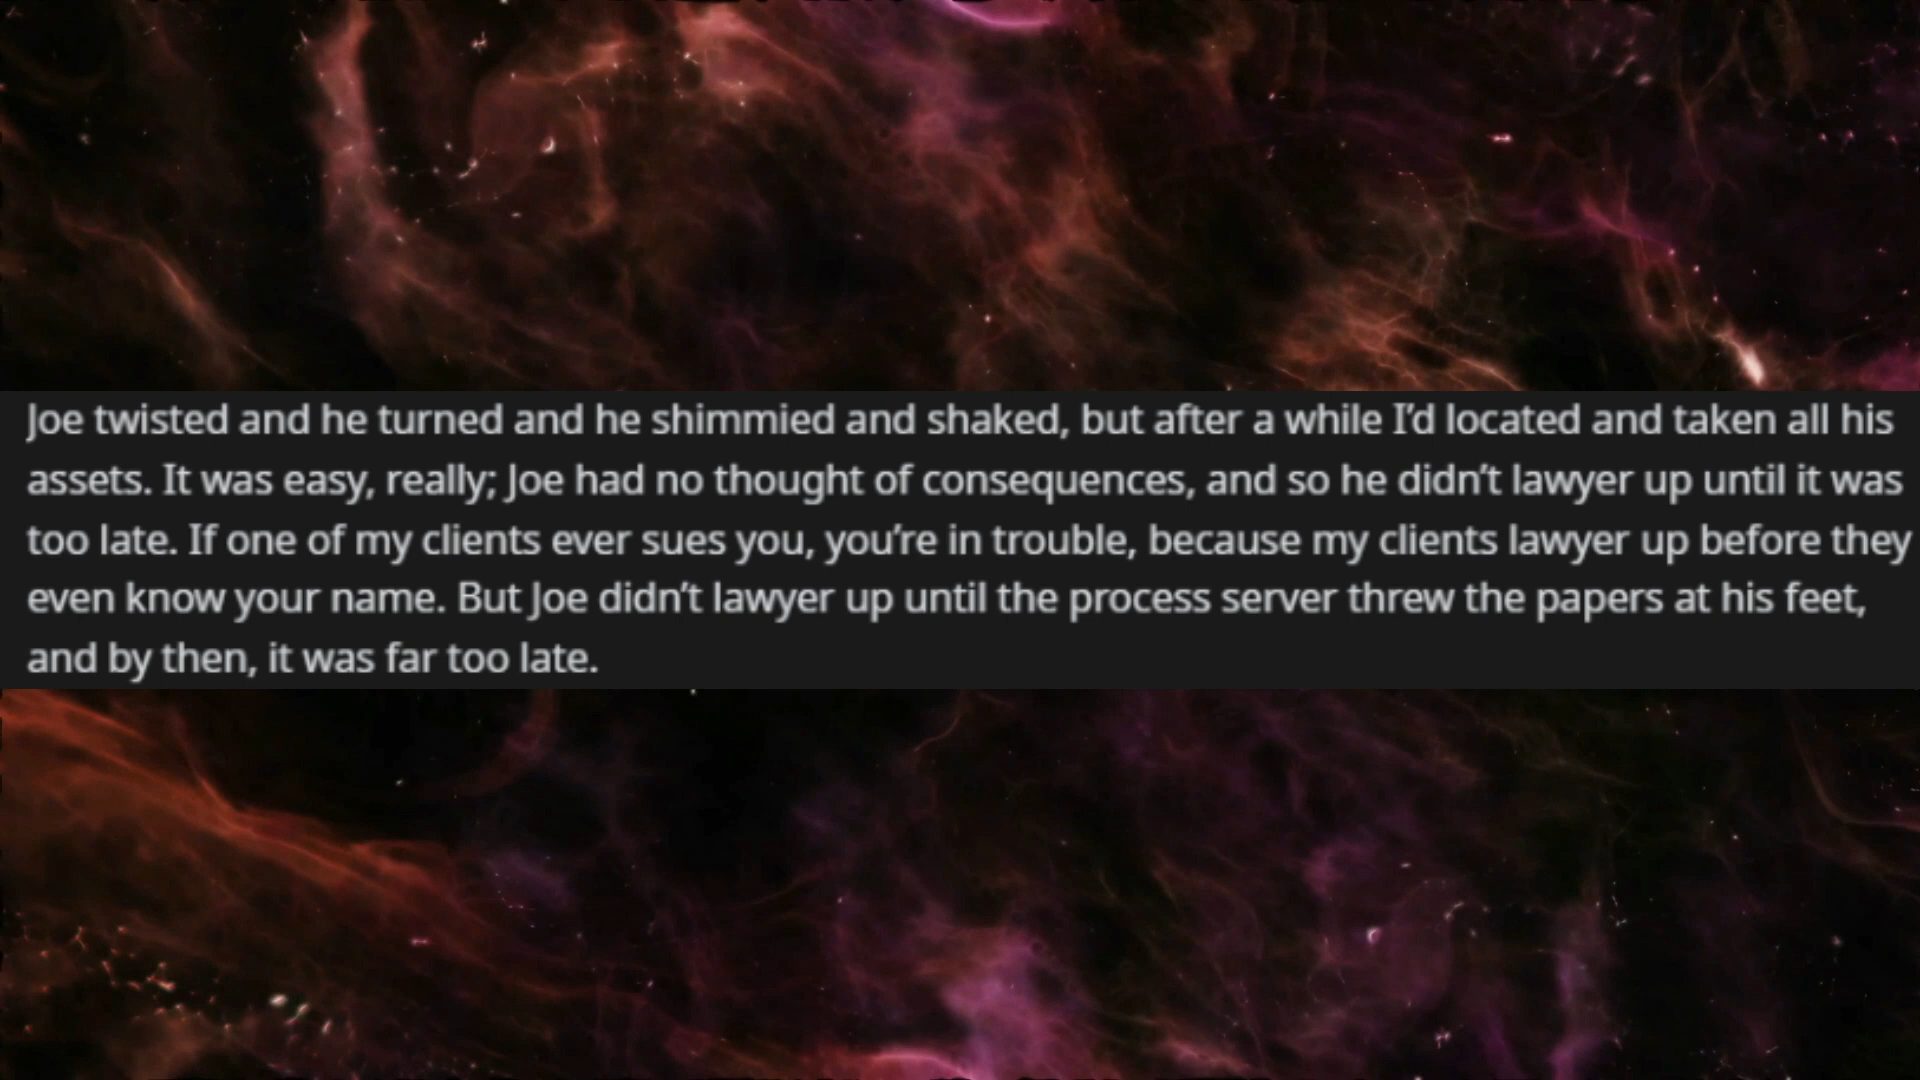 Joe twisted and he turned and he shimmied and shaked, but after a while I’d located and taken all his
assets. It was easy, really; Joe had no thought of consequences, and so he didn’t lawyer up until it was
too late. If one of my clients ever sues you, you’re in trouble, because my clients lawyer up before they
even know your name. But Joe didn’t lawyer up until the process server threw the papers at his feet,
and by then, it was far too late.